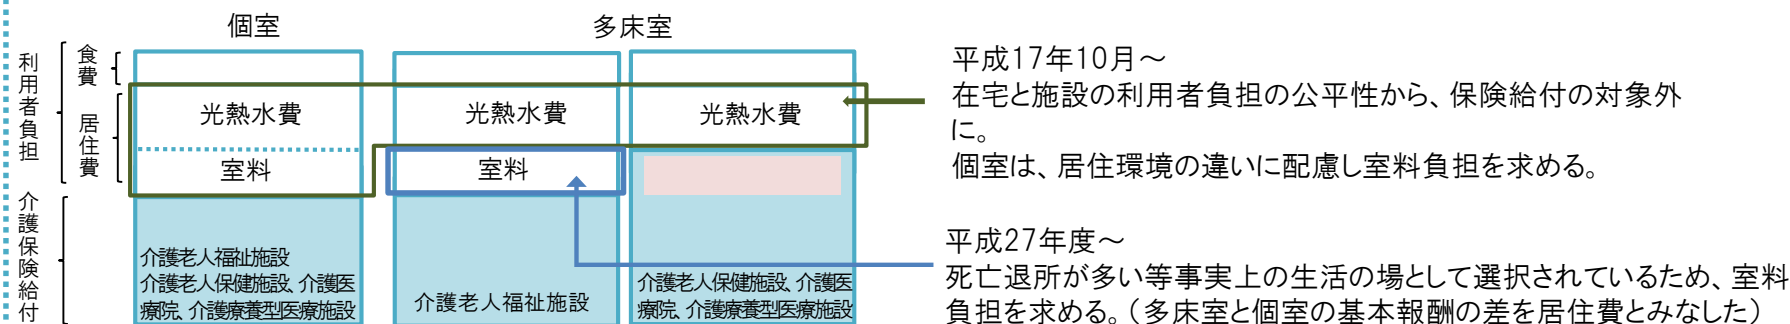 個室
多床室
利用者負担
食費
居住費
介護保険給付
光熱水費
室料
介護老人福祉施設
介護老人保健施設、介護医
療院、介護療養型医療施設
光熱水費
室料
介護老人福祉施設
光熱水費
介護老人保健施設、介護医
療院、介護療養型医療施設
平成17年10月～
在宅と施設の利用者負担の公平性から、保険給付の対象外
に。
個室は、居住環境の違いに配慮し室料負担を求める。
平成27年度～
死亡退所が多い等事実上の生活の場として選択されているため、室料
負担を求める。（多床室と個室の基本報酬の差を居住費とみなした）